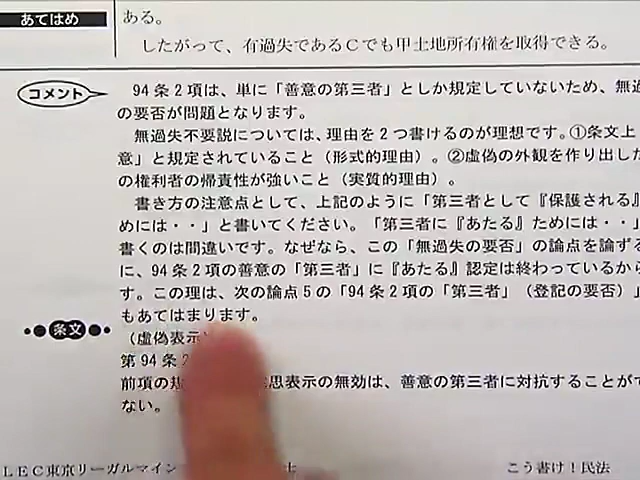 ある。
あてはめ
したがって、有過失であるCでも甲土地所有権を取得できる。
コメント
94条2項は、単に「善意の第三者」としか規定していないため、無過
の要否が問題となります。
無過失不要説については、理由を2つ書けるのが理想です。①条文上
意」と規定されていること（形式的理由）。②虚偽の外観を作り出した
の権利者の帰責性が強いこと（実質的理由）。
書き方の注意点として、上記のように「第三者として『保護される』
めには・・」と書いてください。「第三者に『あたる』ためには・・」
書くのは間違いです。なぜなら、この「無過失の要否」の論点を論ずる
に、94条2項の善意の「第三者」に『あたる』認定は終わっているから
す。この理は、次の論点5の「94条2項の「第三者」（登記の要否）」
もあてはまります。
条文
（虚偽表示
第94条2
前項の規 思表示の無効は、善意の第三者に対抗することがで
ない。
LEC東京リーガルマイン 士
こう書け！民法